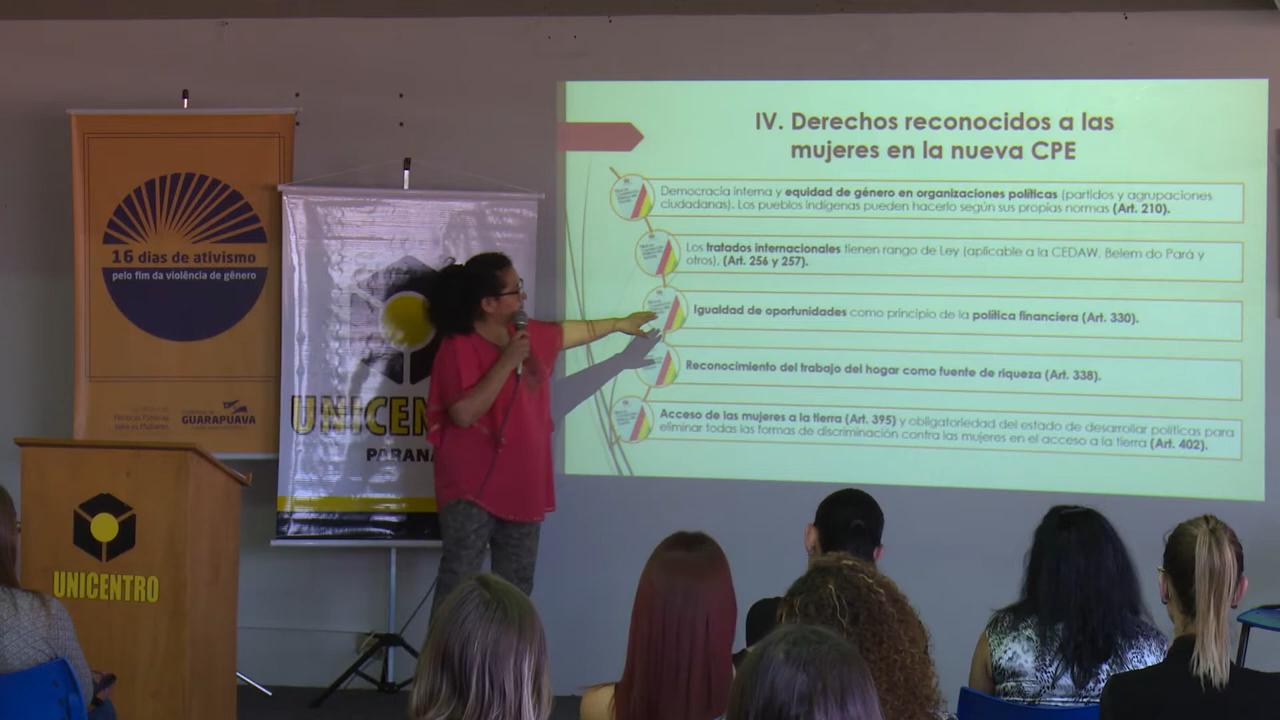 16 dias de ativismo
pelo fim da violência de gênero
GUARAPUAVA
UNICEN
PARANÁ
UNICENTRO
IV. Derechos reconocidos a las
mujeres en la nueva CPE
Democracia interna y equidad de género en organizaciones políticas (partidos y agrupaciones
ciudadanas). Los pueblos indígenas pueden hacerlo según sus propias normas (Art. 210).
Los tratados internacionales tienen rango de Ley (aplicable a la CEDAW, Belem do Pará y
otros). (Art. 256 y 257).
Igualdad de oportunidades como principio de la política financiera (Art. 330).
Reconocimiento del trabajo del hogar como fuente de riqueza (Art. 338).
Acceso de las mujeres a la tierra (Art. 395) y obligatoriedad del estado de desarrollar políticas para
eliminar todas las formas de discriminación contra las mujeres en el acceso a la tierra (Art. 402).